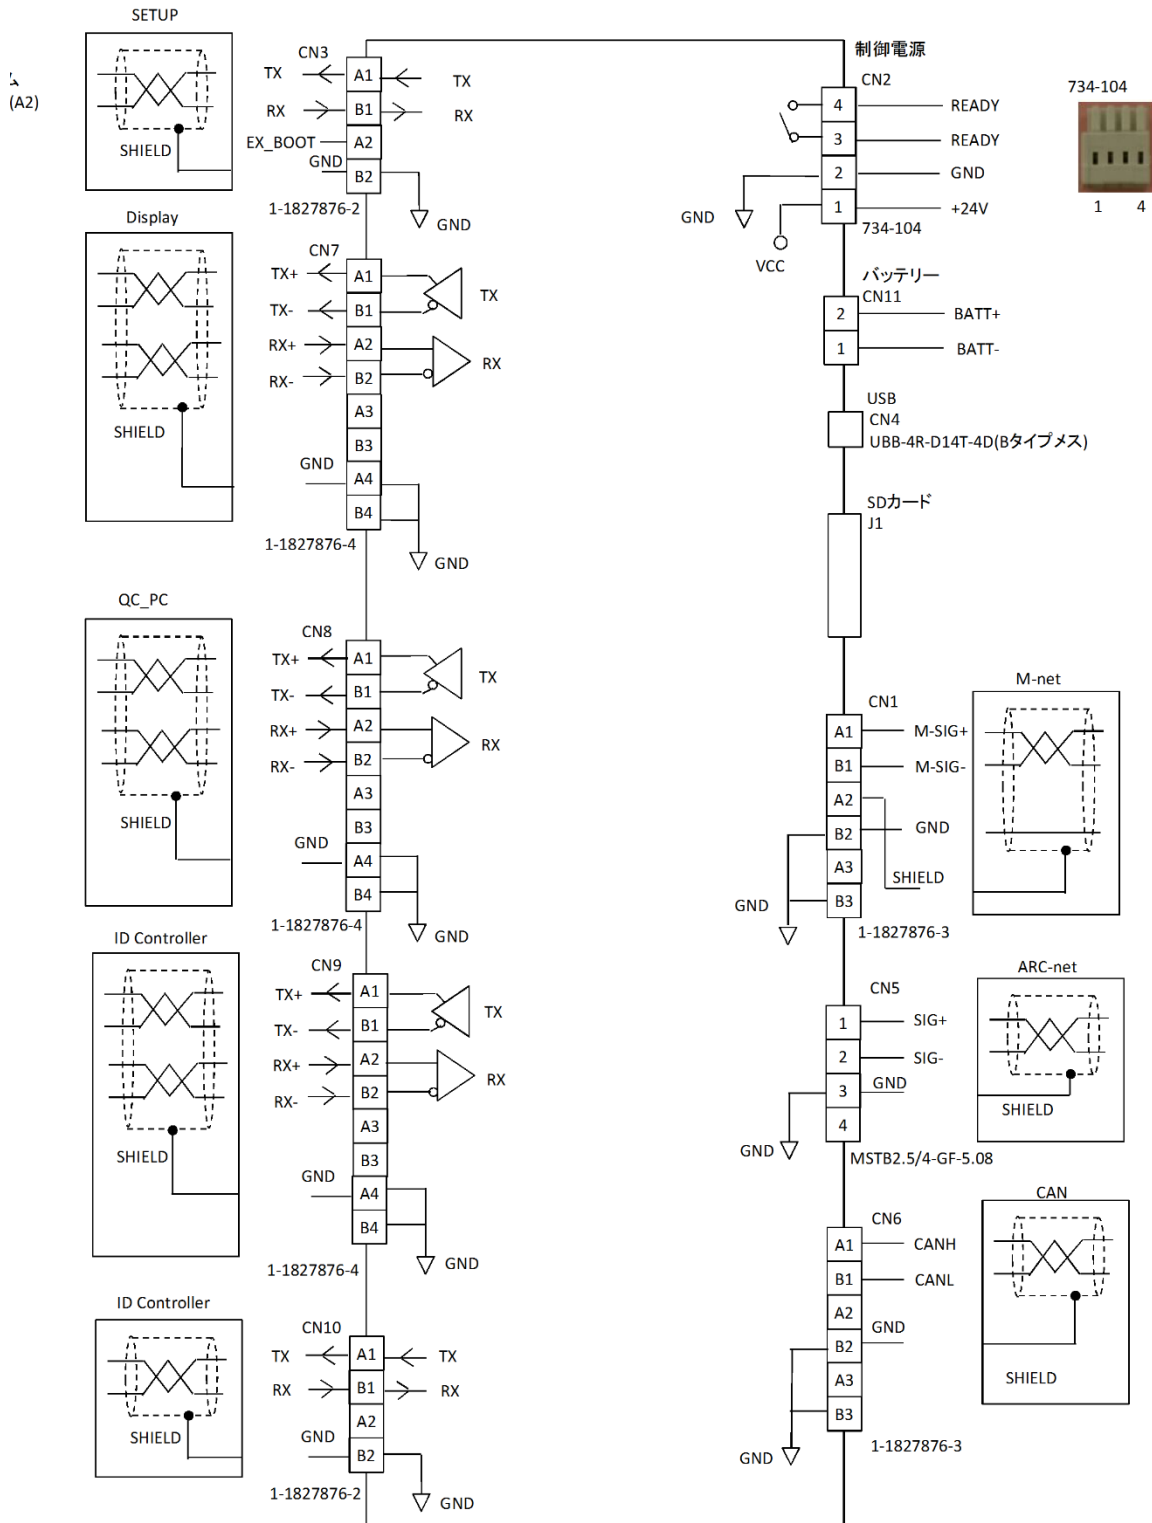 (A2)
SETUP
CN3
TX
A1
TX
RX
B1
RX
EX_BOOT
A2
GND
B2
SHIELD
1-1827876-2
GND
Display
CN7
TX+
A1
TX-
B1
TX
RX+
A2
RX-
B2
RX
A3
B3
GND
A4
B4
SHIELD
1-1827876-4
GND
QC_PC
CN8
TX+
A1
TX-
B1
TX
RX+
A2
RX-
B2
RX
A3
B3
GND
A4
B4
SHIELD
1-1827876-4
GND
ID Controller
CN9
TX+
A1
TX-
B1
TX
RX+
A2
RX-
B2
RX
A3
B3
GND
A4
B4
SHIELD
1-1827876-4
GND
ID Controller
CN10
TX
A1
TX
RX
B1
RX
A2
GND
B2
SHIELD
1-1827876-2
GND
制御電源
CN2
4
READY
3
READY
2
GND
1
+24V
GND
VCC
734-104
734-104
1 4
バッテリー
CN11
2
BATT+
1
BATT-
USB
CN4
UBB-4R-D14T-4D(Bタイプメス)
SDカード
J1
CN1
A1
M-SIG+
B1
M-SIG-
A2
B2
GND
A3
SHIELD
B3
GND
1-1827876-3
M-net
CN5
1
SIG+
2
SIG-
3
GND
4
GND
MSTB2.5/4-GF-5.08
ARC-net
SHIELD
CN6
A1
CANH
B1
CANL
A2
B2
GND
A3
B3
GND
1-1827876-3
CAN
SHIELD